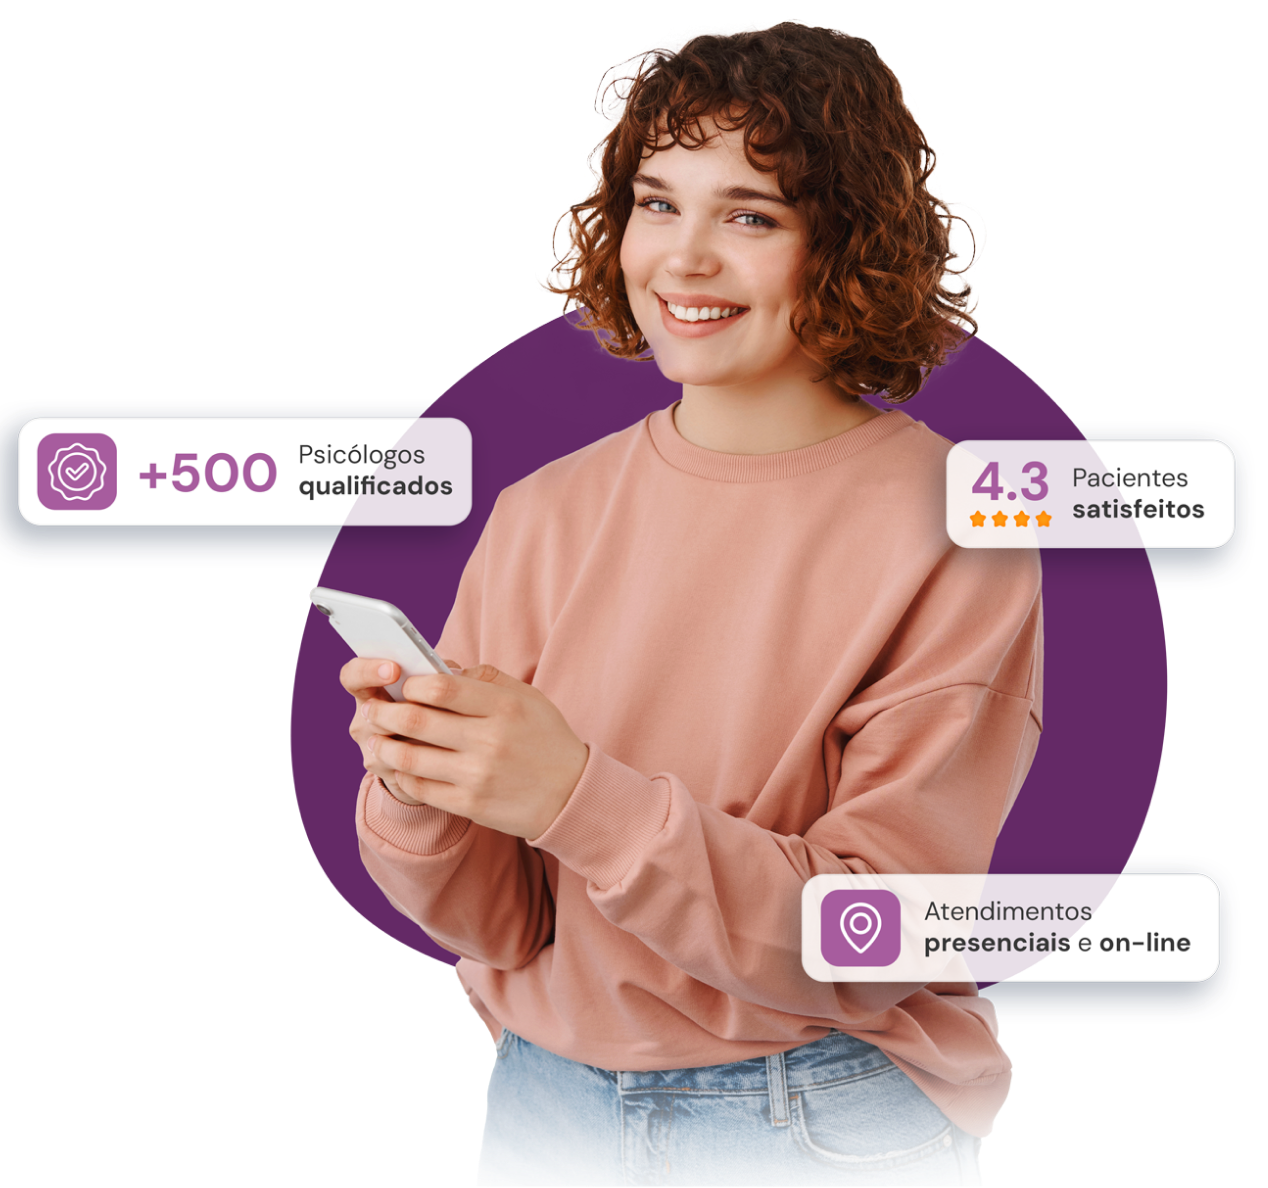 +500
Psicólogos
qualificados
4.3
Pacientes
satisfeitos
Atendimentos
presenciais e on-line